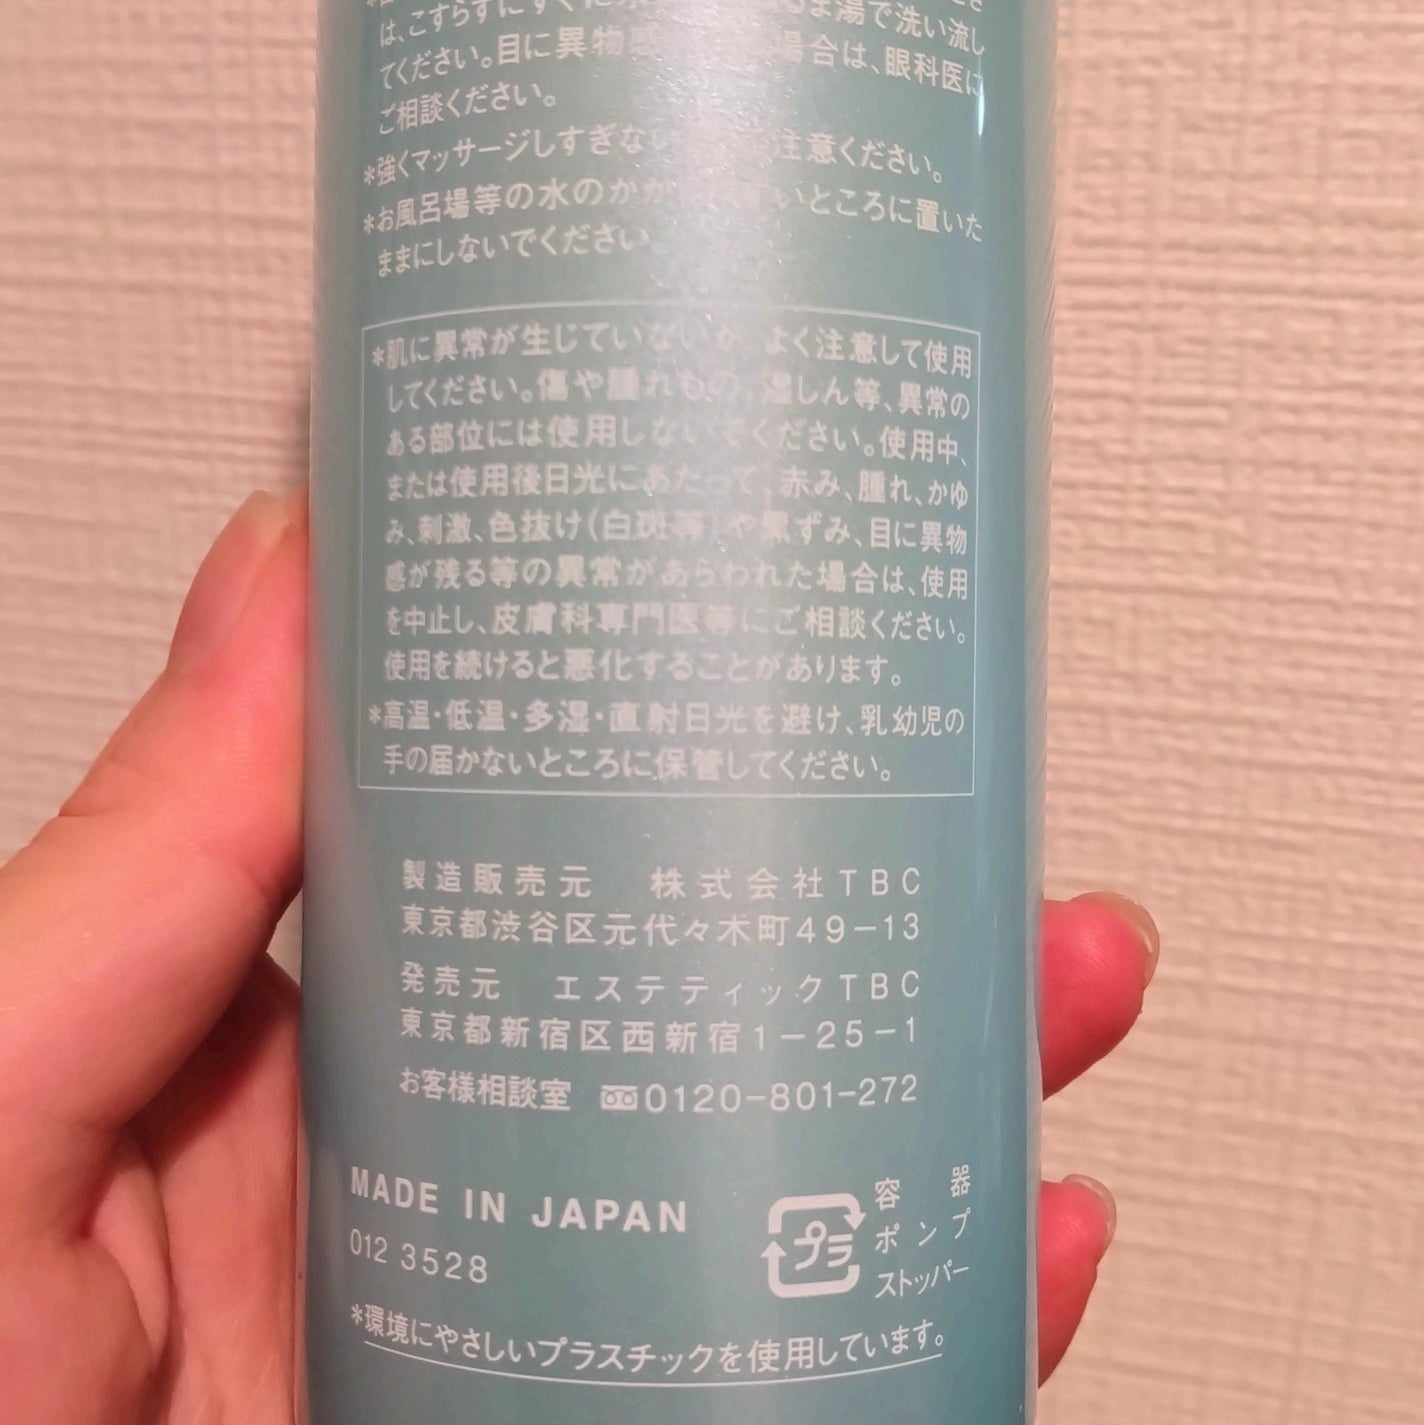 は、こすらずにすぐに 湯で洗い流し
てください。目に異物感 場合は、眼科医に
ご相談ください。
*強くマッサージしすぎない 注意ください。
*お風呂場等の水のかか いところに置いた
ままにしないでください
*肌に異常が生じていないか よく注意して使用
してください。傷や腫れもの、湿しん等、異常の
ある部位には使用しないでください。使用中、
または使用後日光にあたって、赤み、腫れ、かゆ
み、刺激、色抜け(白斑等)や黒ずみ、目に異物
感が残る等の異常があらわれた場合は、使用
を中止し、皮膚科専門医等にご相談ください。
使用を続けると悪化することがあります。
*高温・低温・多湿・直射日光を避け、乳幼児の
手の届かないところに保管してください。
製造販売元 株式会社TBC
東京都渋谷区元代々木町49-13
発売元 エステティックTBC
東京都新宿区西新宿1-25-1
お客様相談室 0120-801-272
MADE IN JAPAN
012 3528
プラ
容器
ポンプ
ストッパー
*環境にやさしいプラスチックを使用しています。